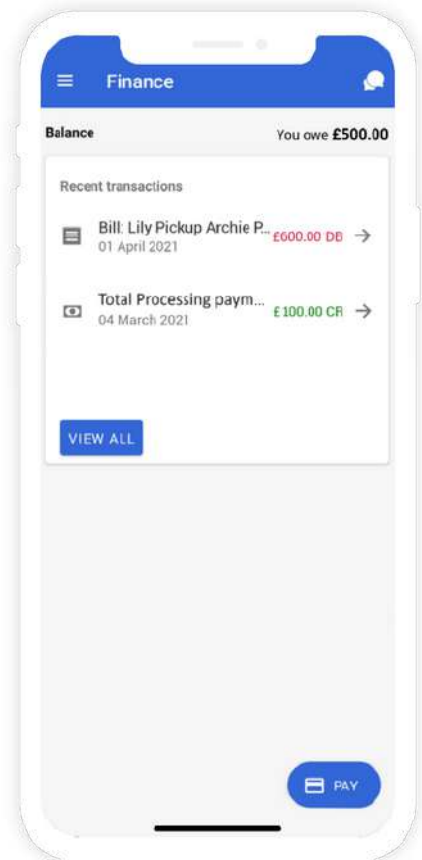 Finance
Balance You owe £500.00
Recent transactions
Bill: Lily Pickup Archie P... £600.00 DB
01 April 2021
Total Processing paym... £100.00 CR
04 March 2021
VIEW ALL
PAY